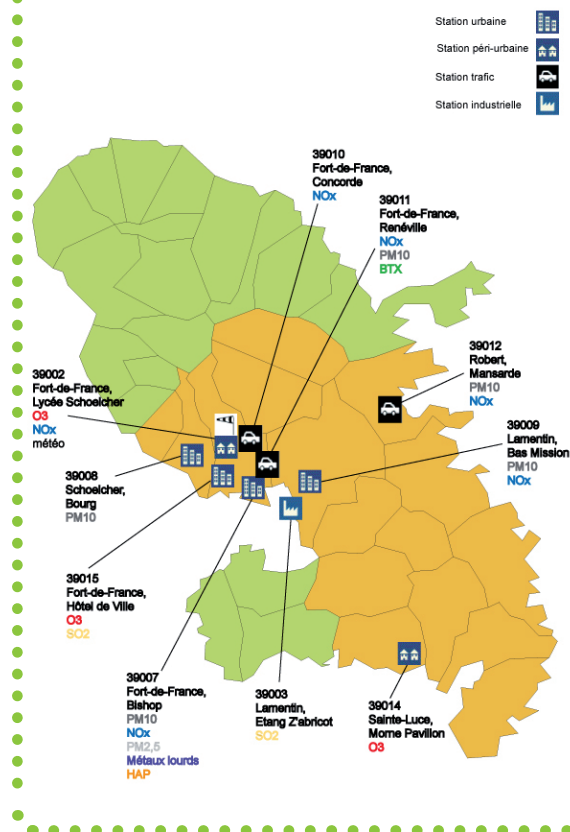 Station urbaine
Station péri-urbaine
Station trafic
Station industrielle
39010
Fort-de-France,
Concorde
NOx
39011
Fort-de-France,
Renéville
NOx
PM10
BTX
39012
Robert,
Mansarde
PM10
NOx
39002
Fort-de-France,
Lycée Schoelcher
O3
NOx
météo
39009
Lamentin,
Bas Mission
PM10
NOx
39008
Schoelcher,
Bourg
PM10
39015
Fort-de-France,
Hôtel de Ville
O3
SO2
39007
Fort-de-France,
Bishop
PM10
NOx
PM2,5
Métaux lourds
HAP
39003
Lamentin,
Etang Z'abricot
SO2
39014
Sainte-Luce,
Morne Pavillon
O3